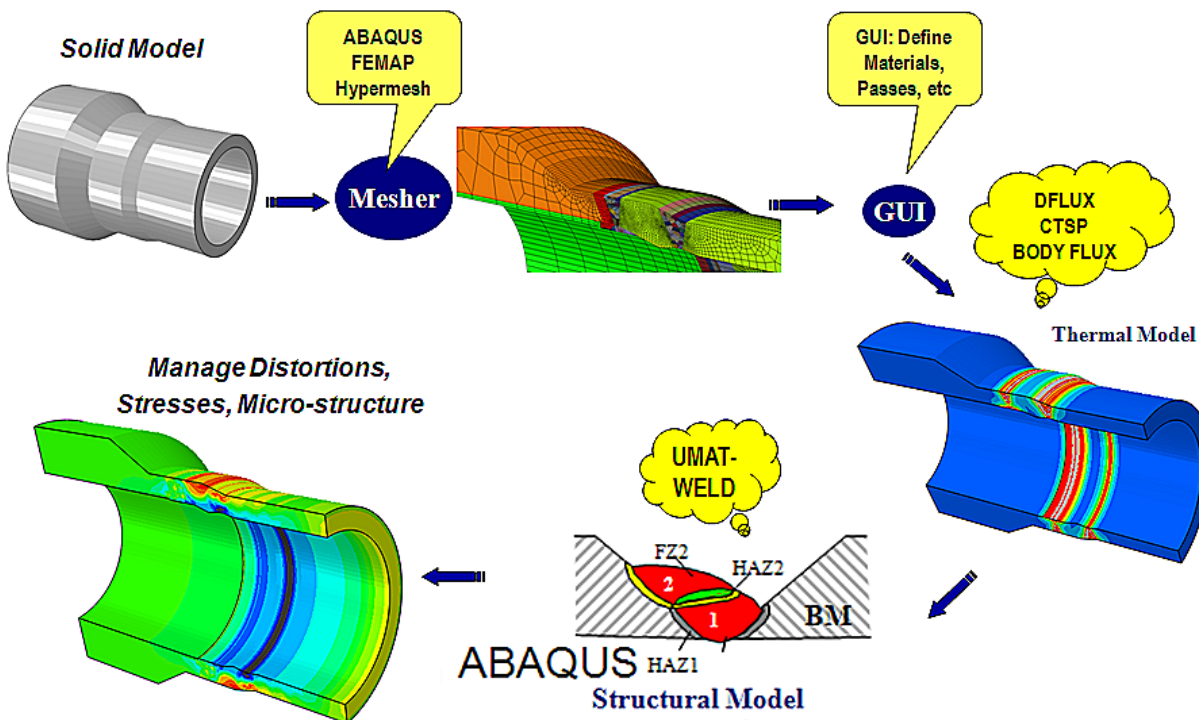 Solid Model
ABAQUS
FEMAP
Hypermesh
Mesher
GUI: Define
Materials,
Passes, etc
GUI
DFLUX
CTSP
BODY FLUX
Thermal Model
Manage Distortions,
Stresses, Micro-structure
UMAT-
WELD
FZ2
HAZ2
2
1
BM
HAZ1
ABAQUS
Structural Model